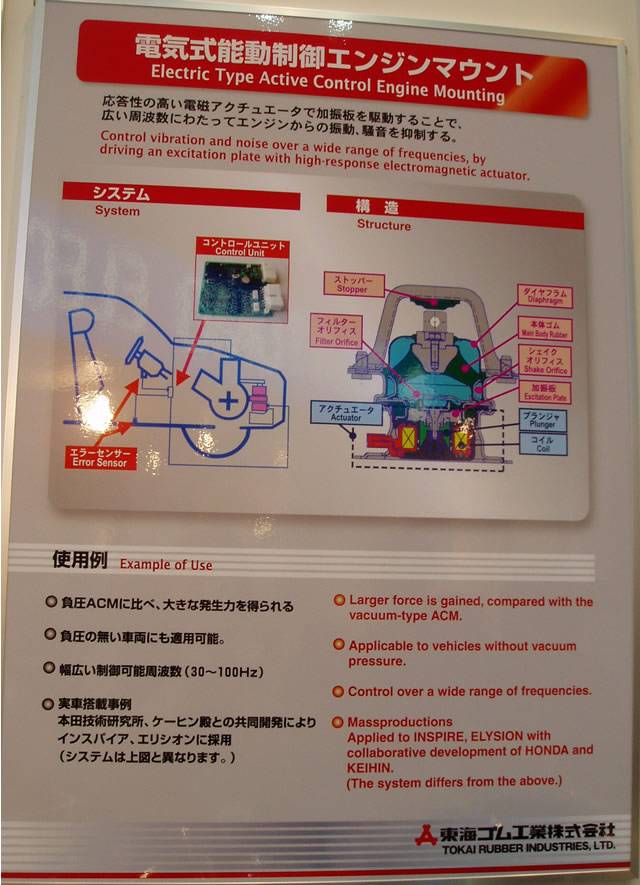 電気式能動制御エンジンマウント
Electric Type Active Control Engine Mounting
応答性の高い電磁アクチュエータで加振板を駆動することで、
広い周波数にわたってエンジンからの振動、騒音を抑制する。
Control vibration and noise over a wide range of frequencies, by
driving an excitation plate with high-response electromagnetic actuator.
システム
System
コントロールユニット
Control Unit
エラーセンサー
Error Sensor
構造
Structure
ストッパー
Stopper
フィルター
オリフィス
Filter Orifice
アクチュエータ
Actuator
ダイヤフラム
Diaphragm
本体ゴム
Main Body Rubber
シェイク
オリフィス
Shake Orifice
加振板
Excitation Plate
プランジャ
Plunger
コイル
Coil
使用例 Example of Use
負圧ACMに比べ、大きな発生力を得られる
負圧の無い車両にも適用可能。
幅広い制御可能周波数(30～100Hz)
実車搭載事例
本田技術研究所、ケーヒン殿との共同開発により
インスパイア、エリシオンに採用
(システムは上図と異なります。)
Larger force is gained, compared with the
vacuum-type ACM.
Applicable to vehicles without vacuum
pressure.
Control over a wide range of frequencies.
Massproductions
Applied to INSPIRE, ELYSION with
collaborative development of HONDA and
KEIHIN.
(The system differs from the above.)
東海ゴム工業株式会社
TOKAI RUBBER INDUSTRIES, LTD.